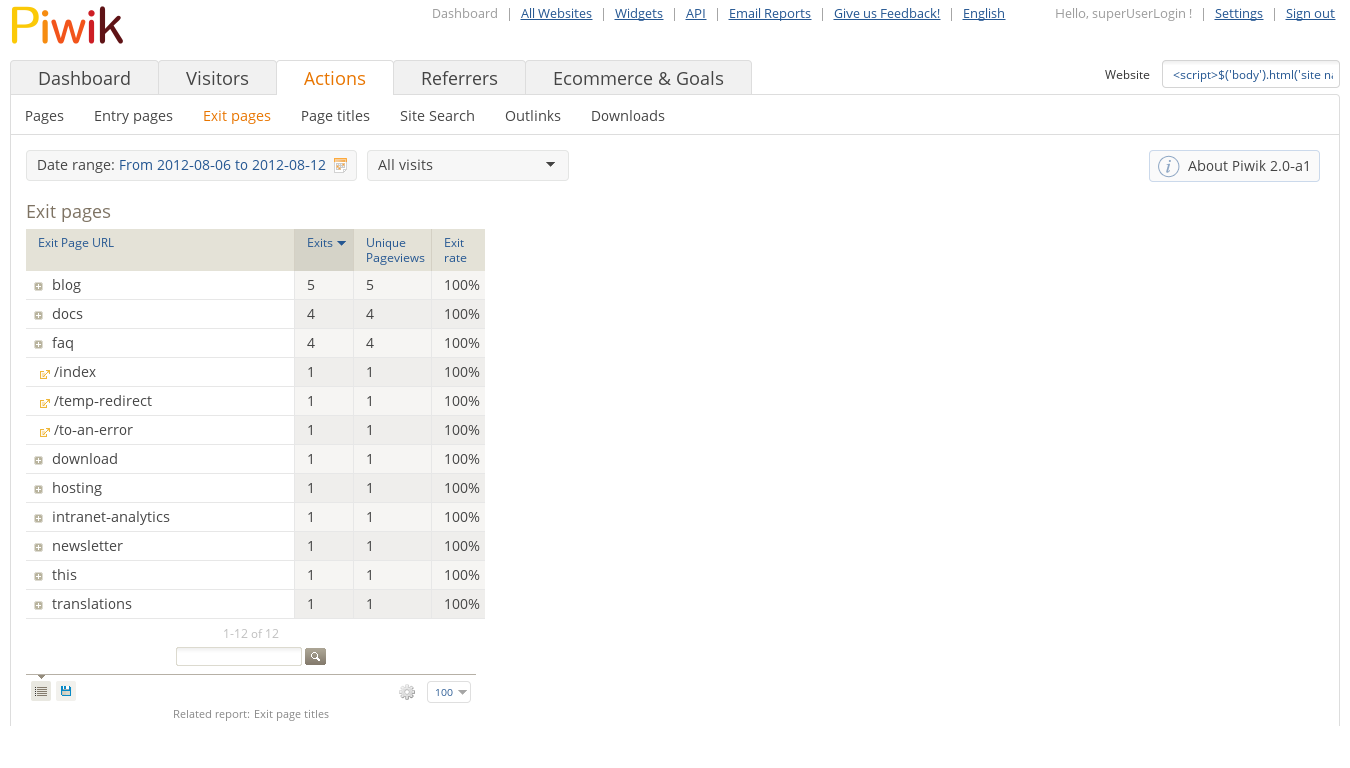 Piwik
Dashboard | All Websites | Widgets | API | Email Reports | Give us Feedback! | English
Hello, superUserLogin ! | Settings | Sign out
Dashboard Visitors Actions Referrers Ecommerce & Goals
Website <script>$('body').html('site na
Pages Entry pages Exit pages Page titles Site Search Outlinks Downloads
Date range: From 2012-08-06 to 2012-08-12
All visits
i About Piwik 2.0-a1
Exit pages
Exit Page URL Exits Unique Pageviews Exit rate
blog 5 5 100%
docs 4 4 100%
faq 4 4 100%
/index 1 1 100%
/temp-redirect 1 1 100%
/to-an-error 1 1 100%
download 1 1 100%
hosting 1 1 100%
intranet-analytics 1 1 100%
newsletter 1 1 100%
this 1 1 100%
translations 1 1 100%
1-12 of 12
100
Related report: Exit page titles